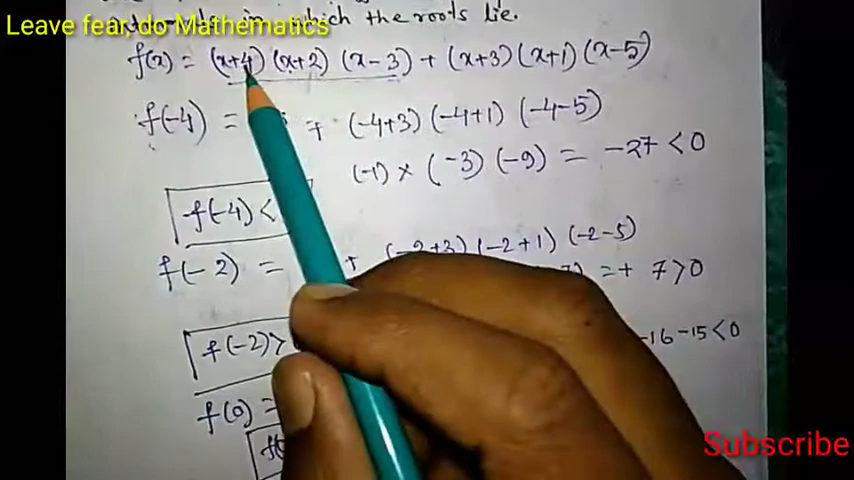 Leave fear,do Mathematics
in which the roots lie.
f(x) = (x+4) (x+2) (x-3) + (x+3) (x+1) (x-5)
f(-4) = + (-4+3) (-4+1) (-4-5)
(-1) × (-3) (-9) = -27 <0
f(-4) <
f(-2) = + (-2+3) (-2+1) (-2-5)
= + 7 >0
f(-2) >
-16 -15 <0
f(0) =
Subscribe